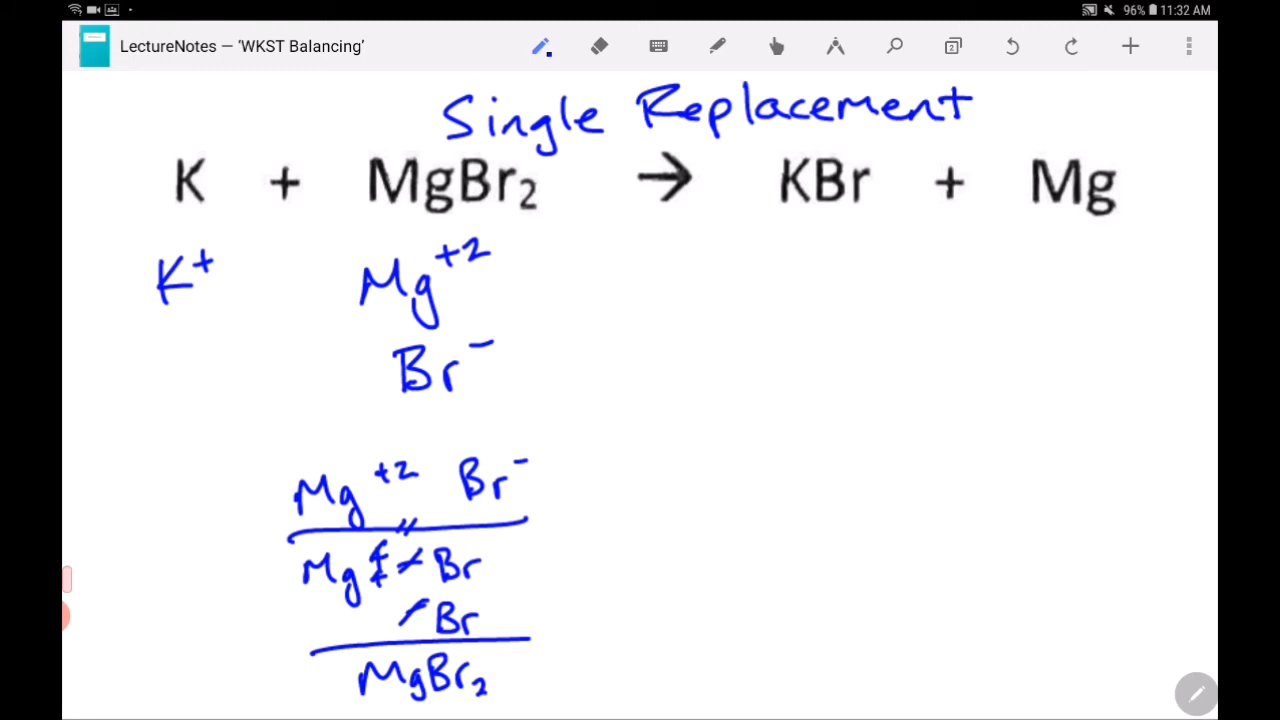 96% 11:32 AM
LectureNotes — 'WKST Balancing'
2
Single Replacement
K + MgBr₂ → KBr + Mg
K⁺ Mg⁺²
Br⁻
Mg⁺² Br⁻
Mg Br
Br
MgBr₂